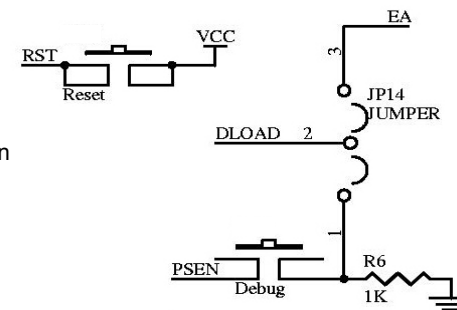 EA
VCC
RST
3
Reset
JP14
JUMPER
DLOAD 2
n
1
PSEN
R6
Debug
1K